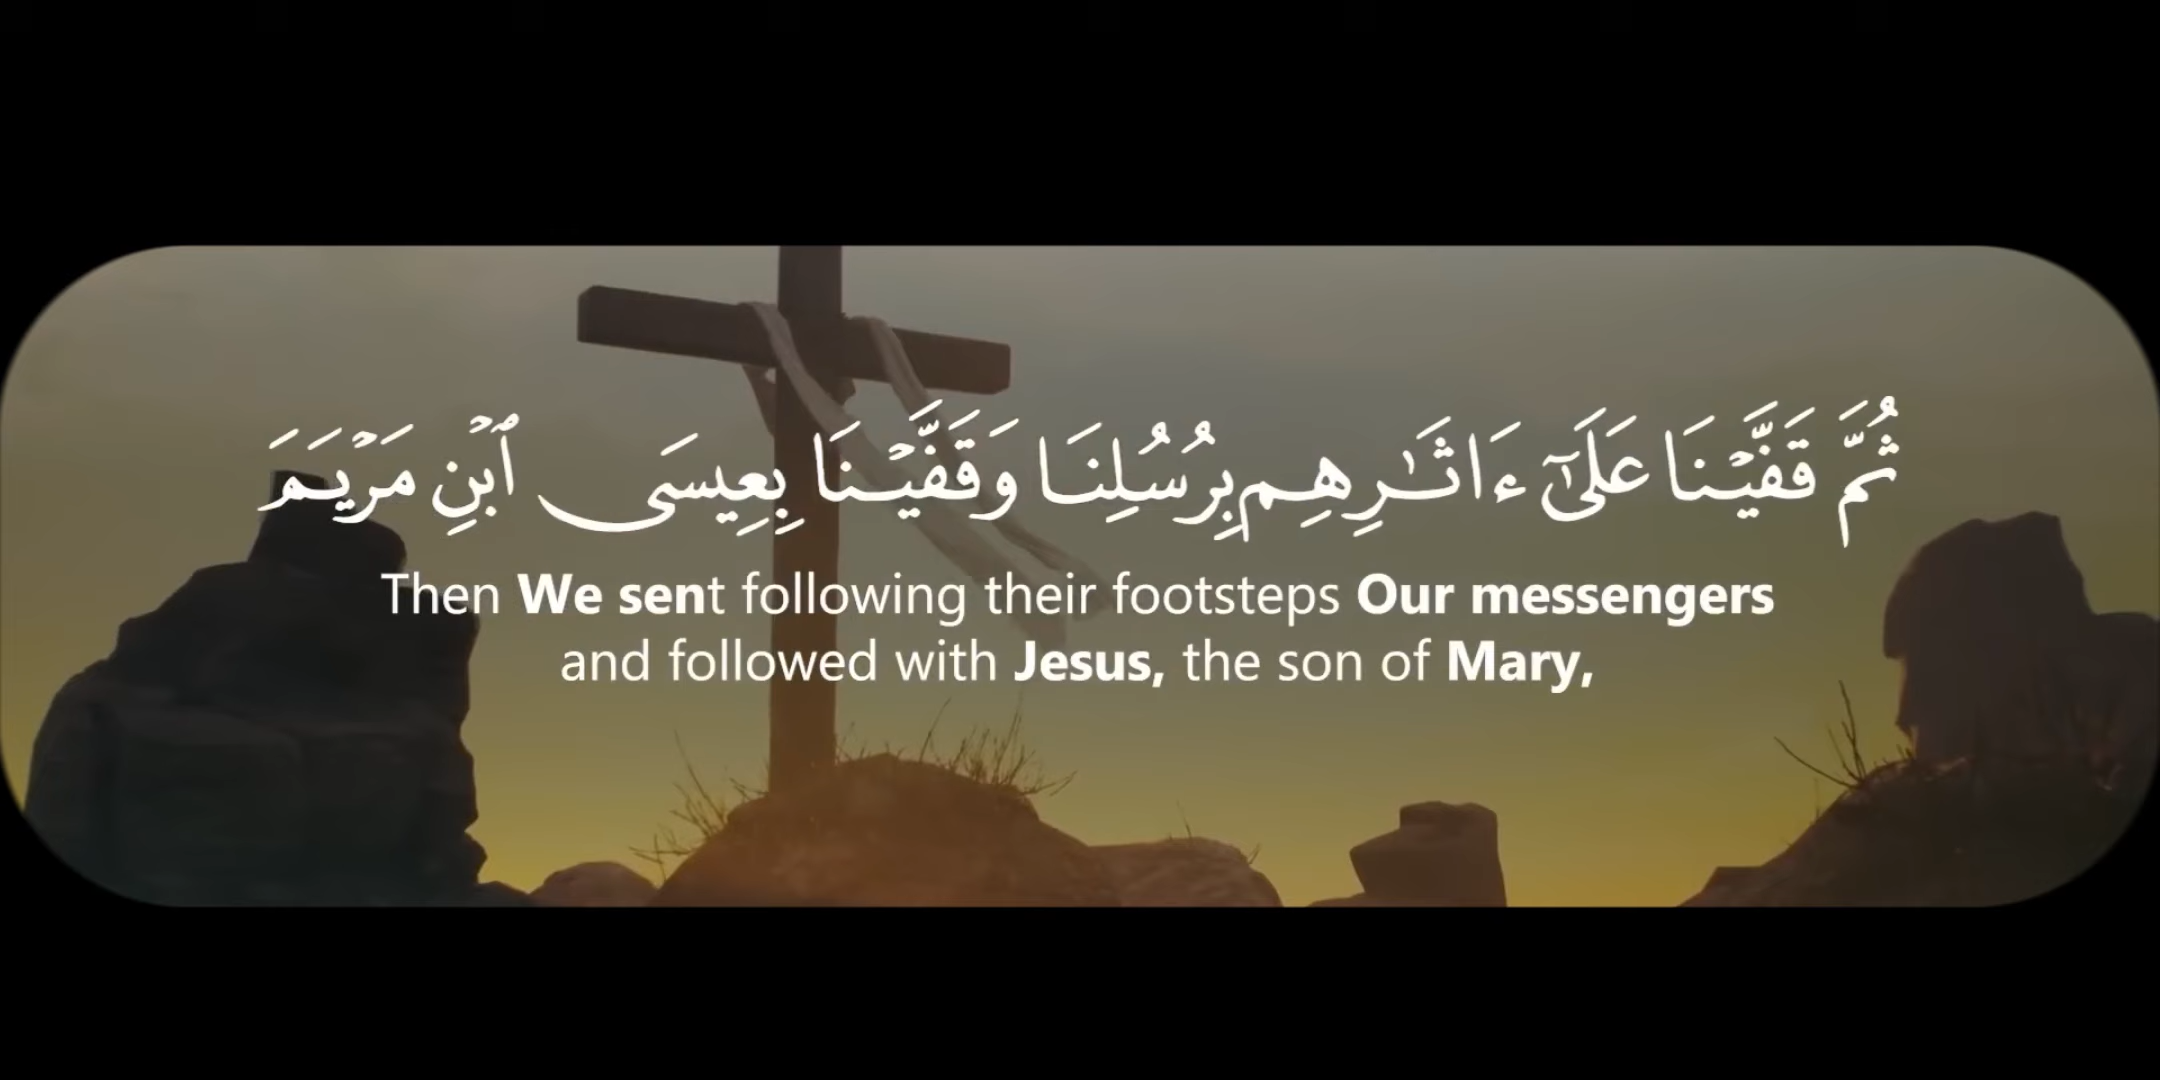 ثُمَّ قَفَّيۡنَا عَلَىٰٓ ءَاثَـٰرِهِم بِرُسُلِنَا وَقَفَّيۡنَا بِعِيسَى ٱبۡنِ مَرۡيَمَ
Then We sent following their footsteps Our messengers
and followed with Jesus, the son of Mary,